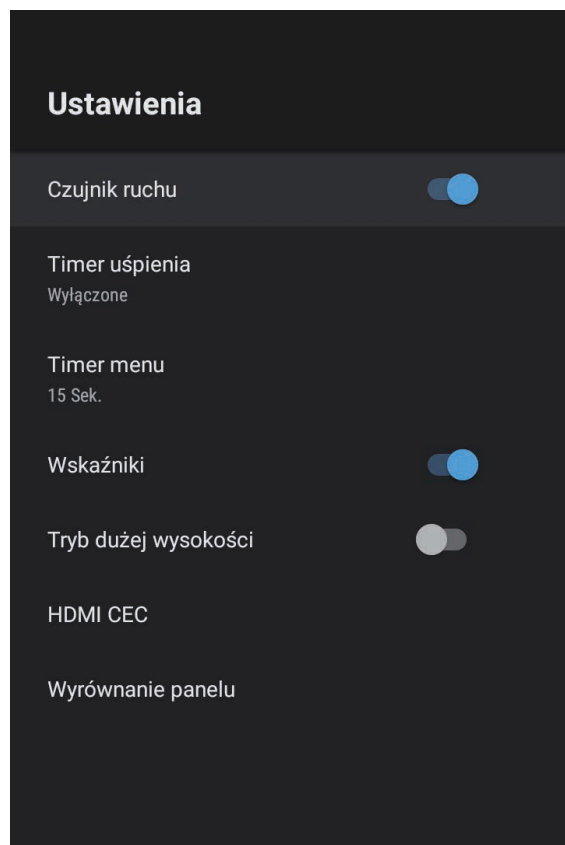 Ustawienia
Czujnik ruchu
Timer uśpienia
Wyłączone
Timer menu
15 Sek.
Wskaźniki
Tryb dużej wysokości
HDMI CEC
Wyrównanie panelu